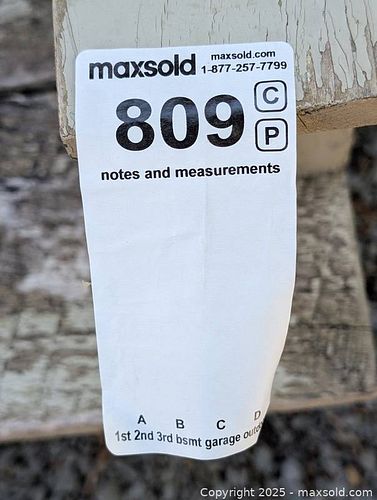 maxsold maxsold.com
1-877-257-7799
809 C
P
notes and measurements
A B C D
1st 2nd 3rd bsmt garage
Copyright 2025 - maxsold.com